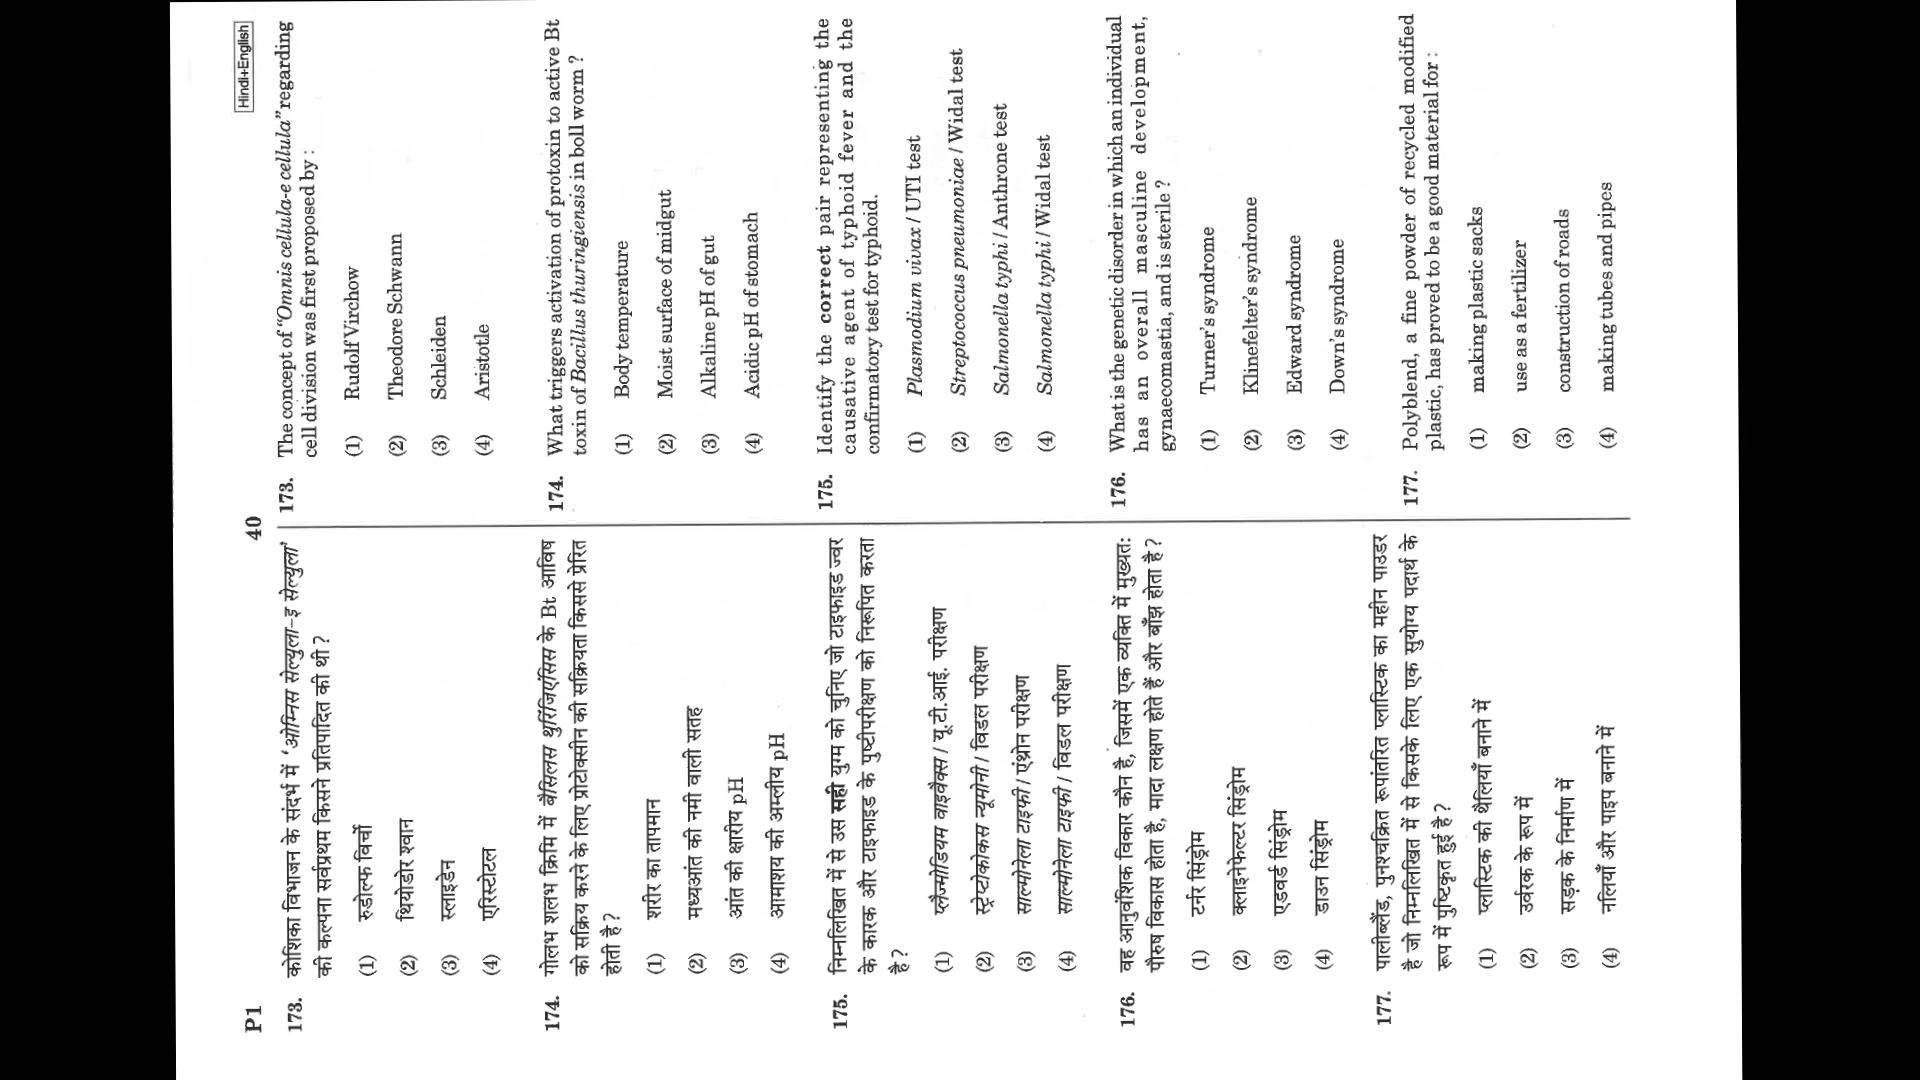 P1
40
Hindi+English
173. कोशिका विभाजन के संदर्भ में ‘ओम्निस सेल्युला-इ सेल्युला’
की कल्पना सर्वप्रथम किसने प्रतिपादित की थी ?
(1) रुडोल्फ विर्चो
(2) थियोडोर श्वान
(3) स्लाइडेन
(4) एरिस्टोटल
174. गोलभ शलभ क्रिमि में बैसिलस थुरिंजिएंसिस के Bt आविष
को सक्रिय करने के लिए प्रोटोक्सीन की सक्रियता किससे प्रेरित
होती है ?
(1) शरीर का तापमान
(2) मध्यआंत की नमी वाली सतह
(3) आंत की क्षारीय pH
(4) आमाशय की अम्लीय pH
175. निम्नलिखित में से उस सही युग्म को चुनिए जो टाइफाइड ज्वर
के कारक और टाइफाइड के पुष्टीपरीक्षण को निरूपित करता
है ?
(1) प्लैज्मोडियम वाइवैक्स / यू.टी.आई. परीक्षण
(2) स्ट्रेप्टोकोकस न्यूमोनी / विडल परीक्षण
(3) साल्मोनेला टाइफी / एंथ्रोन परीक्षण
(4) साल्मोनेला टाइफी / विडल परीक्षण
176. वह आनुवंशिक विकार कौन है, जिसमें एक व्यक्ति में मुख्यत:
पौरुष विकास होता है, मादा लक्षण होते हैं और बाँझ होता है ?
(1) टर्नर सिंड्रोम
(2) क्लाइनेफेल्टर सिंड्रोम
(3) एडवर्ड सिंड्रोम
(4) डाउन सिंड्रोम
177. पालीब्लैंड, पुनश्चक्रित रूपांतरित प्लास्टिक का महीन पाउडर
है जो निम्नलिखित में से किसके लिए एक सुयोग्य पदार्थ के
रूप में पुष्टिकृत हुई है ?
(1) प्लास्टिक की थैलियाँ बनाने में
(2) उर्वरक के रूप में
(3) सड़क के निर्माण में
(4) नलियाँ और पाइप बनाने में
173. The concept of “Omnis cellula-e cellula” regarding
cell division was first proposed by :
(1) Rudolf Virchow
(2) Theodore Schwann
(3) Schleiden
(4) Aristotle
174. What triggers activation of protoxin to active Bt
toxin of Bacillus thuringiensis in boll worm ?
(1) Body temperature
(2) Moist surface of midgut
(3) Alkaline pH of gut
(4) Acidic pH of stomach
175. Identify the correct pair representing the
causative agent of typhoid fever and the
confirmatory test for typhoid.
(1) Plasmodium vivax / UTI test
(2) Streptococcus pneumoniae / Widal test
(3) Salmonella typhi / Anthrone test
(4) Salmonella typhi / Widal test
176. What is the genetic disorder in which an individual
has an overall masculine development,
gynaecomastia, and is sterile ?
(1) Turner’s syndrome
(2) Klinefelter’s syndrome
(3) Edward syndrome
(4) Down’s syndrome
177. Polyblend, a fine powder of recycled modified
plastic, has proved to be a good material for :
(1) making plastic sacks
(2) use as a fertilizer
(3) construction of roads
(4) making tubes and pipes